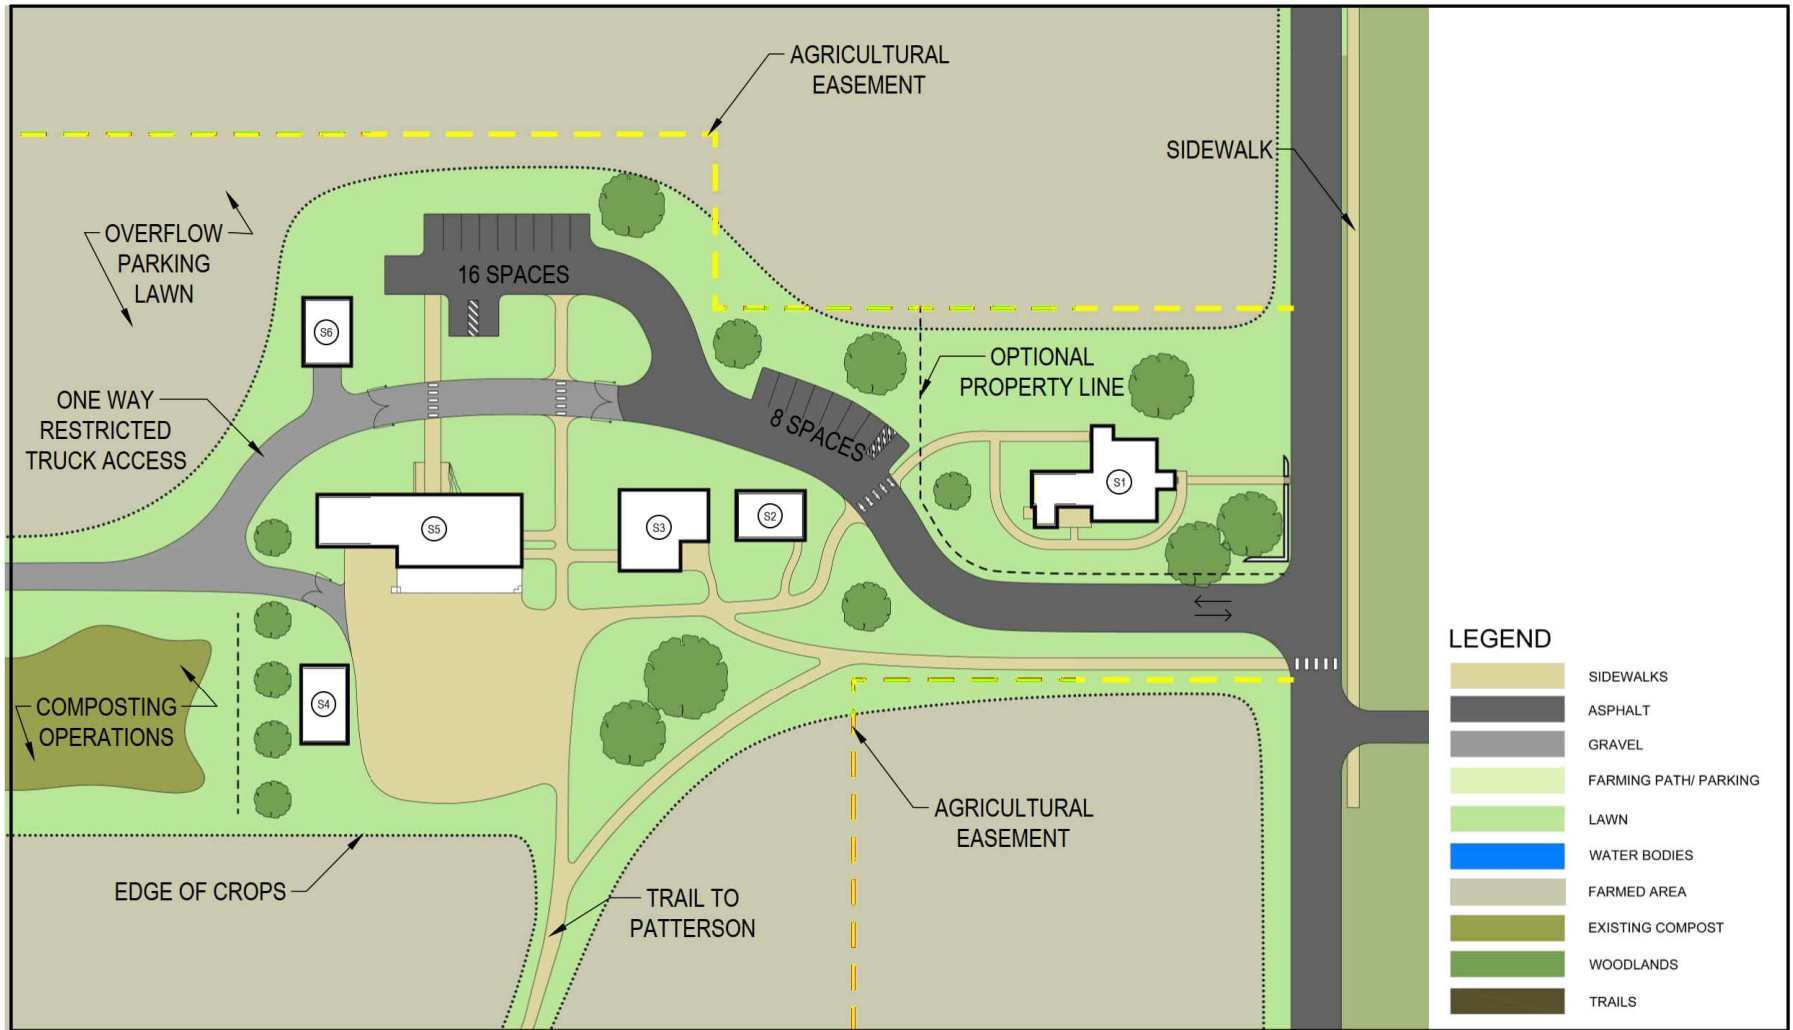 AGRICULTURAL
EASEMENT
SIDEWALK
OVERFLOW
PARKING
LAWN
16 SPACES
S6
OPTIONAL
PROPERTY LINE
ONE WAY
RESTRICTED
TRUCK ACCESS
8 SPACES
S1
S5
S3
S2
COMPOSTING
OPERATIONS
S4
AGRICULTURAL
EASEMENT
EDGE OF CROPS
TRAIL TO
PATTERSON
LEGEND
SIDEWALKS
ASPHALT
GRAVEL
FARMING PATH/ PARKING
LAWN
WATER BODIES
FARMED AREA
EXISTING COMPOST
WOODLANDS
TRAILS